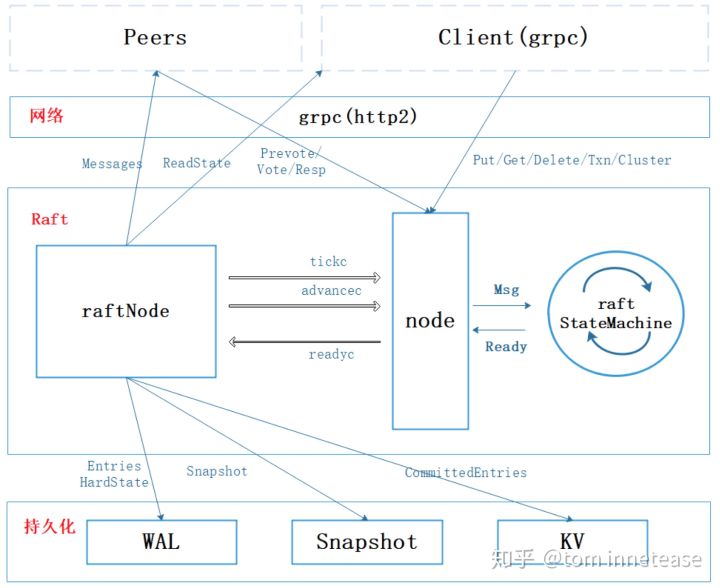 Peers
Client(grpc)
网络
grpc(http2)
Messages
ReadState
Prevote/
Vote/Resp
Put/Get/Delete/Txn/Cluster
Raft
raftNode
tickc
advancec
readyc
node
Msg
Ready
raft
StateMachine
Entries
HardState
Snapshot
CommittedEntries
持久化
WAL
Snapshot
KV
知乎 @tom.innetease